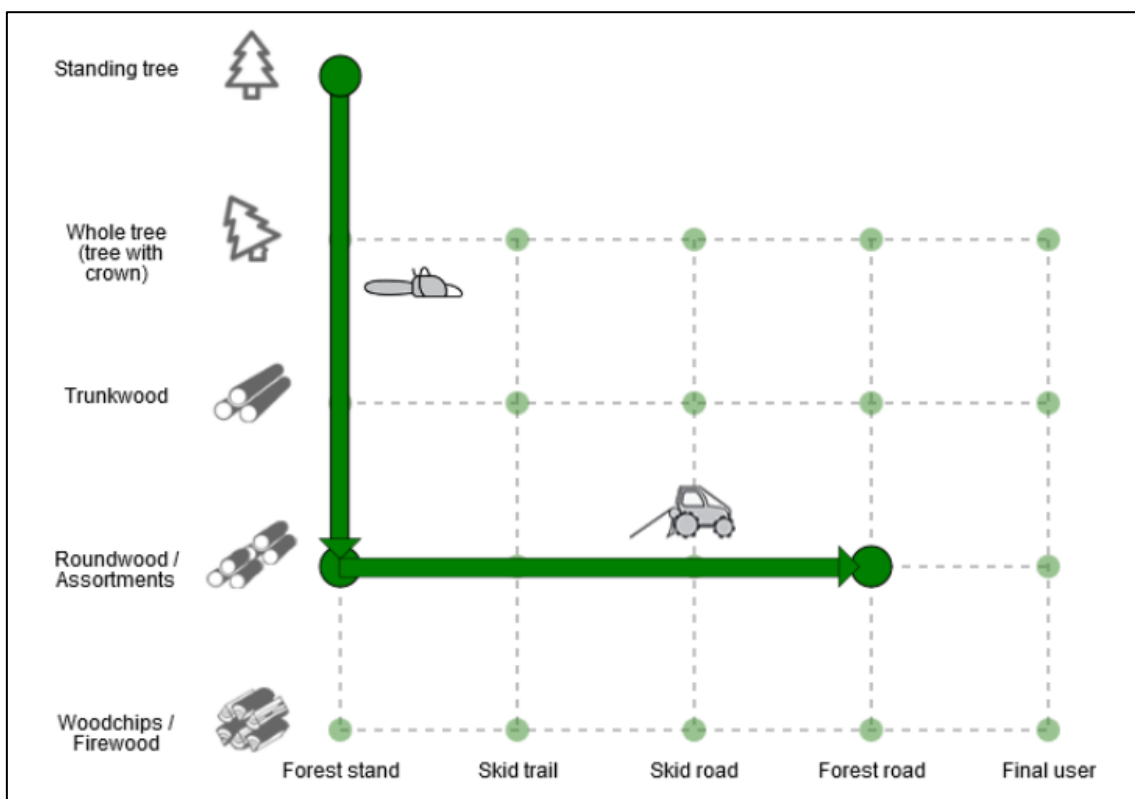 Standing tree
Whole tree
(tree with
crown)
Trunkwood
Roundwood /
Assortments
Woodchips /
Firewood
Forest stand
Skid trail
Skid road
Forest road
Final user